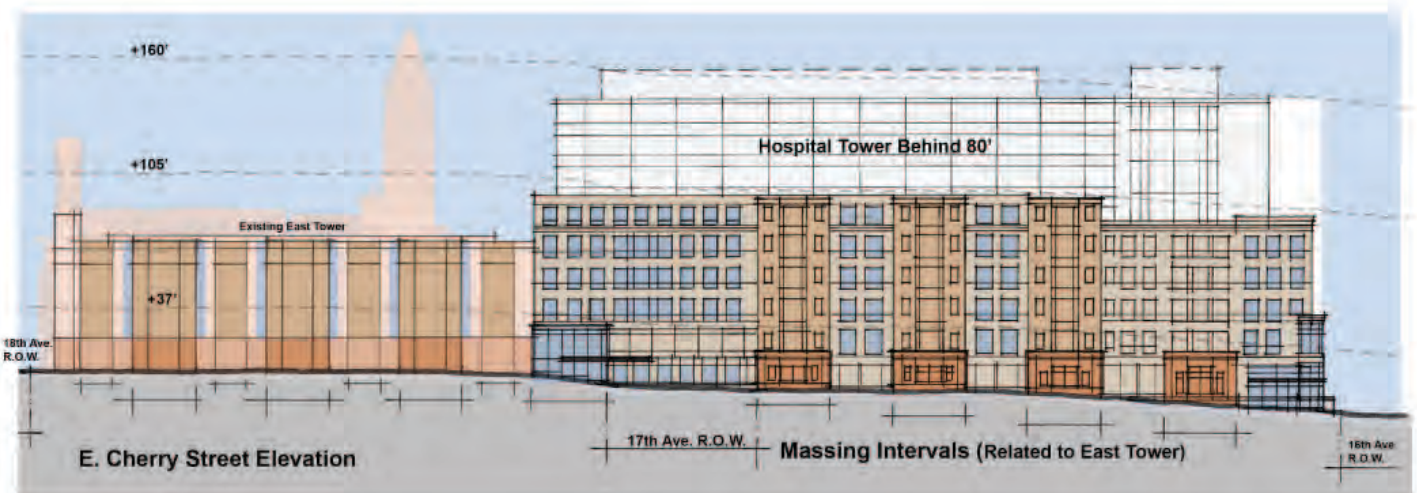 +160'
Hospital Tower Behind 80'
+105'
Existing East Tower
+37'
18th Ave.
R.O.W.
17th Ave. R.O.W.
E. Cherry Street Elevation
Massing Intervals (Related to East Tower)
16th Ave
R.O.W.